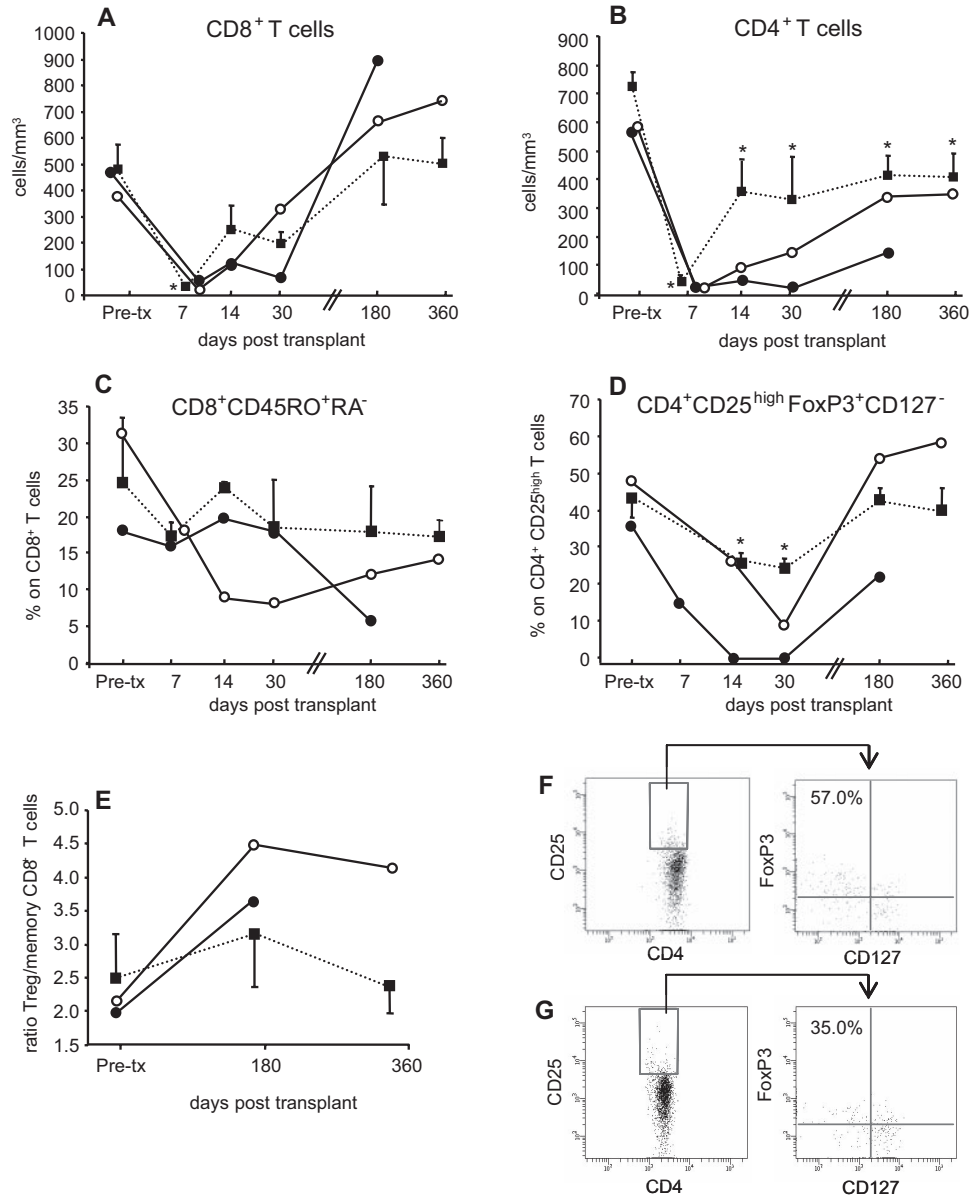 A
CD8+ T cells
1000
900
800
700
600
500
400
300
200
100
0
cells/mm3
*
Pre-tx 7 14 30 180 360
days post transplant
B
CD4+ T cells
900
800
700
600
500
400
300
200
100
0
cells/mm3
* * * * *
Pre-tx 7 14 30 180 360
days post transplant
C
CD8+CD45RO+RA-
35
30
25
20
15
10
5
0
% on CD8+ T cells
Pre-tx 7 14 30 180 360
days post transplant
D
CD4+CD25high FoxP3+CD127-
70
60
50
40
30
20
10
0
% on CD4+ CD25high T cells
* *
Pre-tx 7 14 30 180 360
days post transplant
E
5.0
4.5
4.0
3.5
3.0
2.5
2.0
1.5
ratio Treg/memory CD8+ T cells
Pre-tx 180 360
days post transplant
F
CD25
CD4
FoxP3
57.0%
CD127
G
CD25
CD4
FoxP3
35.0%
CD127